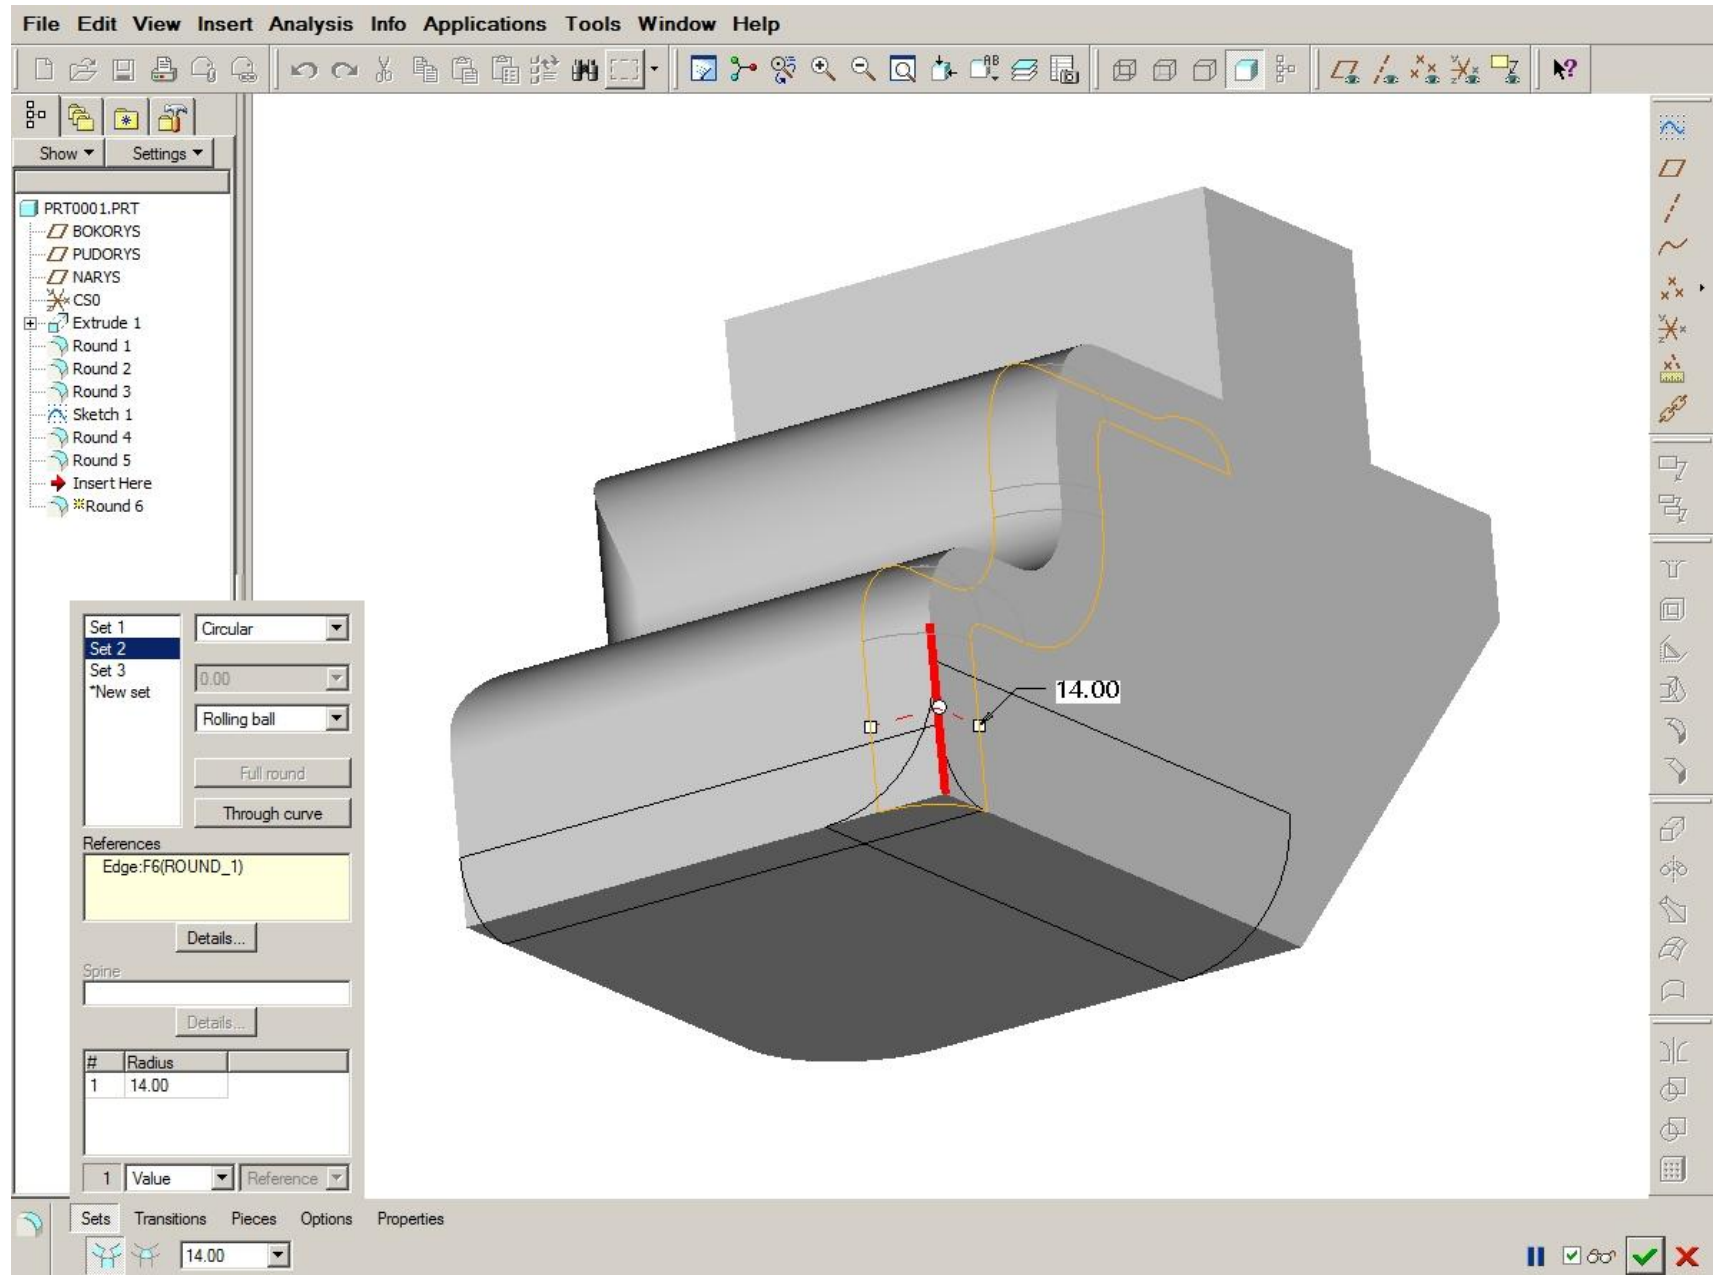 File Edit View Insert Analysis Info Applications Tools Window Help
Show Settings
PRT0001.PRT
BOKORYS
PUDORYS
NARYS
CS0
Extrude 1
Round 1
Round 2
Round 3
Sketch 1
Round 4
Round 5
Insert Here
Round 6
Set 1
Set 2
Set 3
*New set
Circular
0.00
Rolling ball
Full round
Through curve
References
Edge:F6(ROUND_1)
Details...
Spine
Details...
# Radius
1 14.00
1 Value Reference
14.00
Sets Transitions Pieces Options Properties
14.00